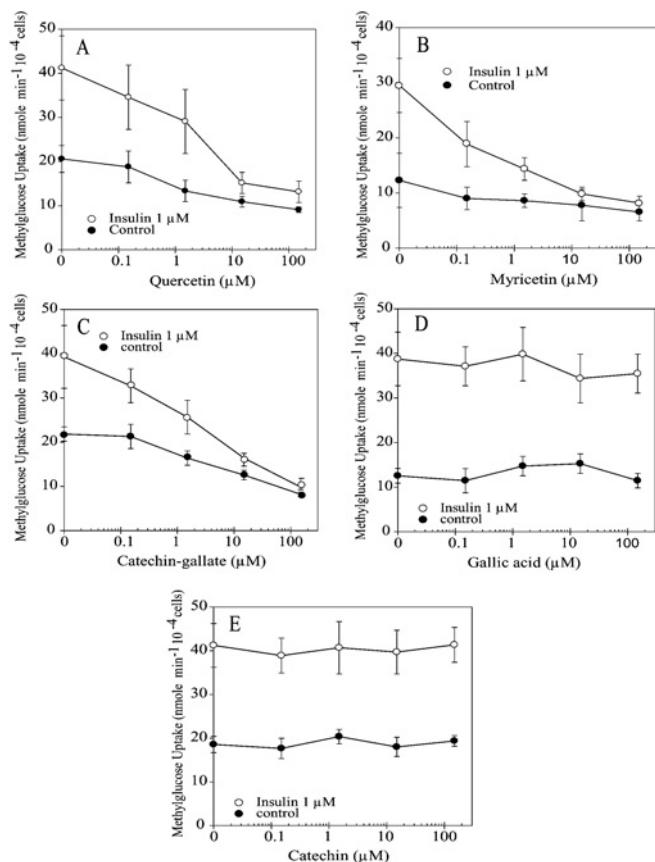 A
Methylglucose Uptake (nmole min-1 10-4 cells)
50
40
30
20
10
0
Insulin 1 µM
Control
0 0.1 1 10 100
Quercetin (µM)
B
Methylglucose Uptake (nmole min-1 10-4 cells)
40
30
20
10
0
Insulin 1 µM
Control
0 0.1 1 10 100
Myricetin (µM)
C
Methylglucose Uptake (nmole min-1 10-4 cells)
50
40
30
20
10
0
Insulin 1 µM
control
0 0.1 1 10 100
Catechin-gallate (µM)
D
Methylglucose Uptake (nmole min-1 10-4 cells)
50
40
30
20
10
0
Insulin 1 µM
control
0 0.1 1 10 100
Gallic acid (µM)
E
Methylglucose Uptake (nmole min-1 10-4 cells)
50
40
30
20
10
0
Insulin 1 µM
control
0 0.1 1 10 100
Catechin (µM)